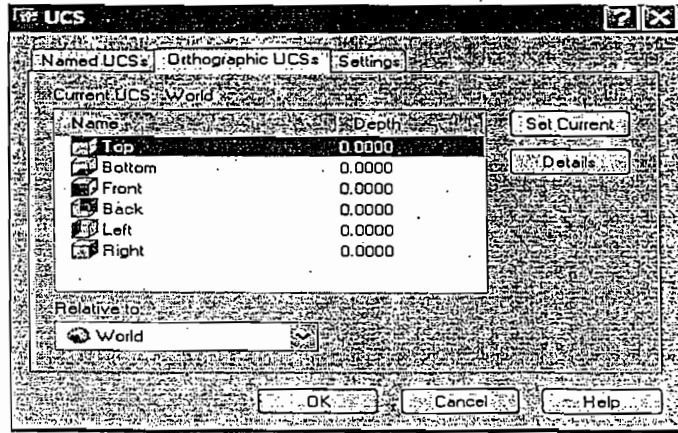 UCS
Named UCSs Orthographic UCSs Settings
Current UCS: World
Name Depth
Top 0.0000
Bottom 0.0000
Front 0.0000
Back 0.0000
Left 0.0000
Right 0.0000
Set Current
Details
Relative to:
World
OK Cancel Help